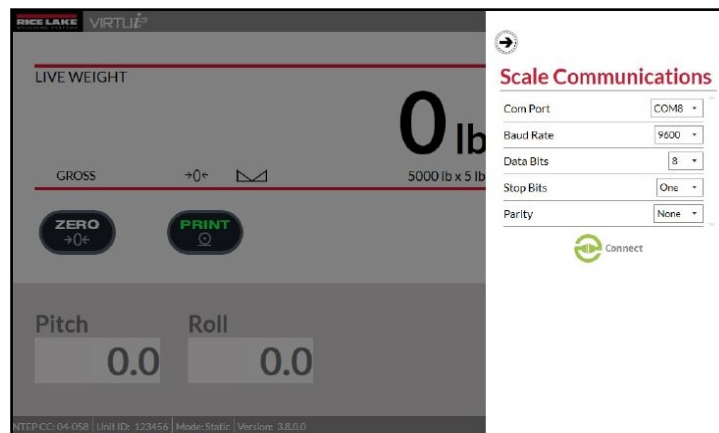 RICE LAKE
WEIGHING SYSTEMS
VIRTUi²
LIVE WEIGHT
0 lb
GROSS
→0←
5000 lb x 5 lb
ZERO
→0←
PRINT
Pitch
Roll
0.0
0.0
NTEP CC: 04-058 | Unit ID: 123456 | Mode: Static | Version: 3.8.0.0
Scale Communications
Com Port COM8
Baud Rate 9600
Data Bits 8
Stop Bits One
Parity None
Connect